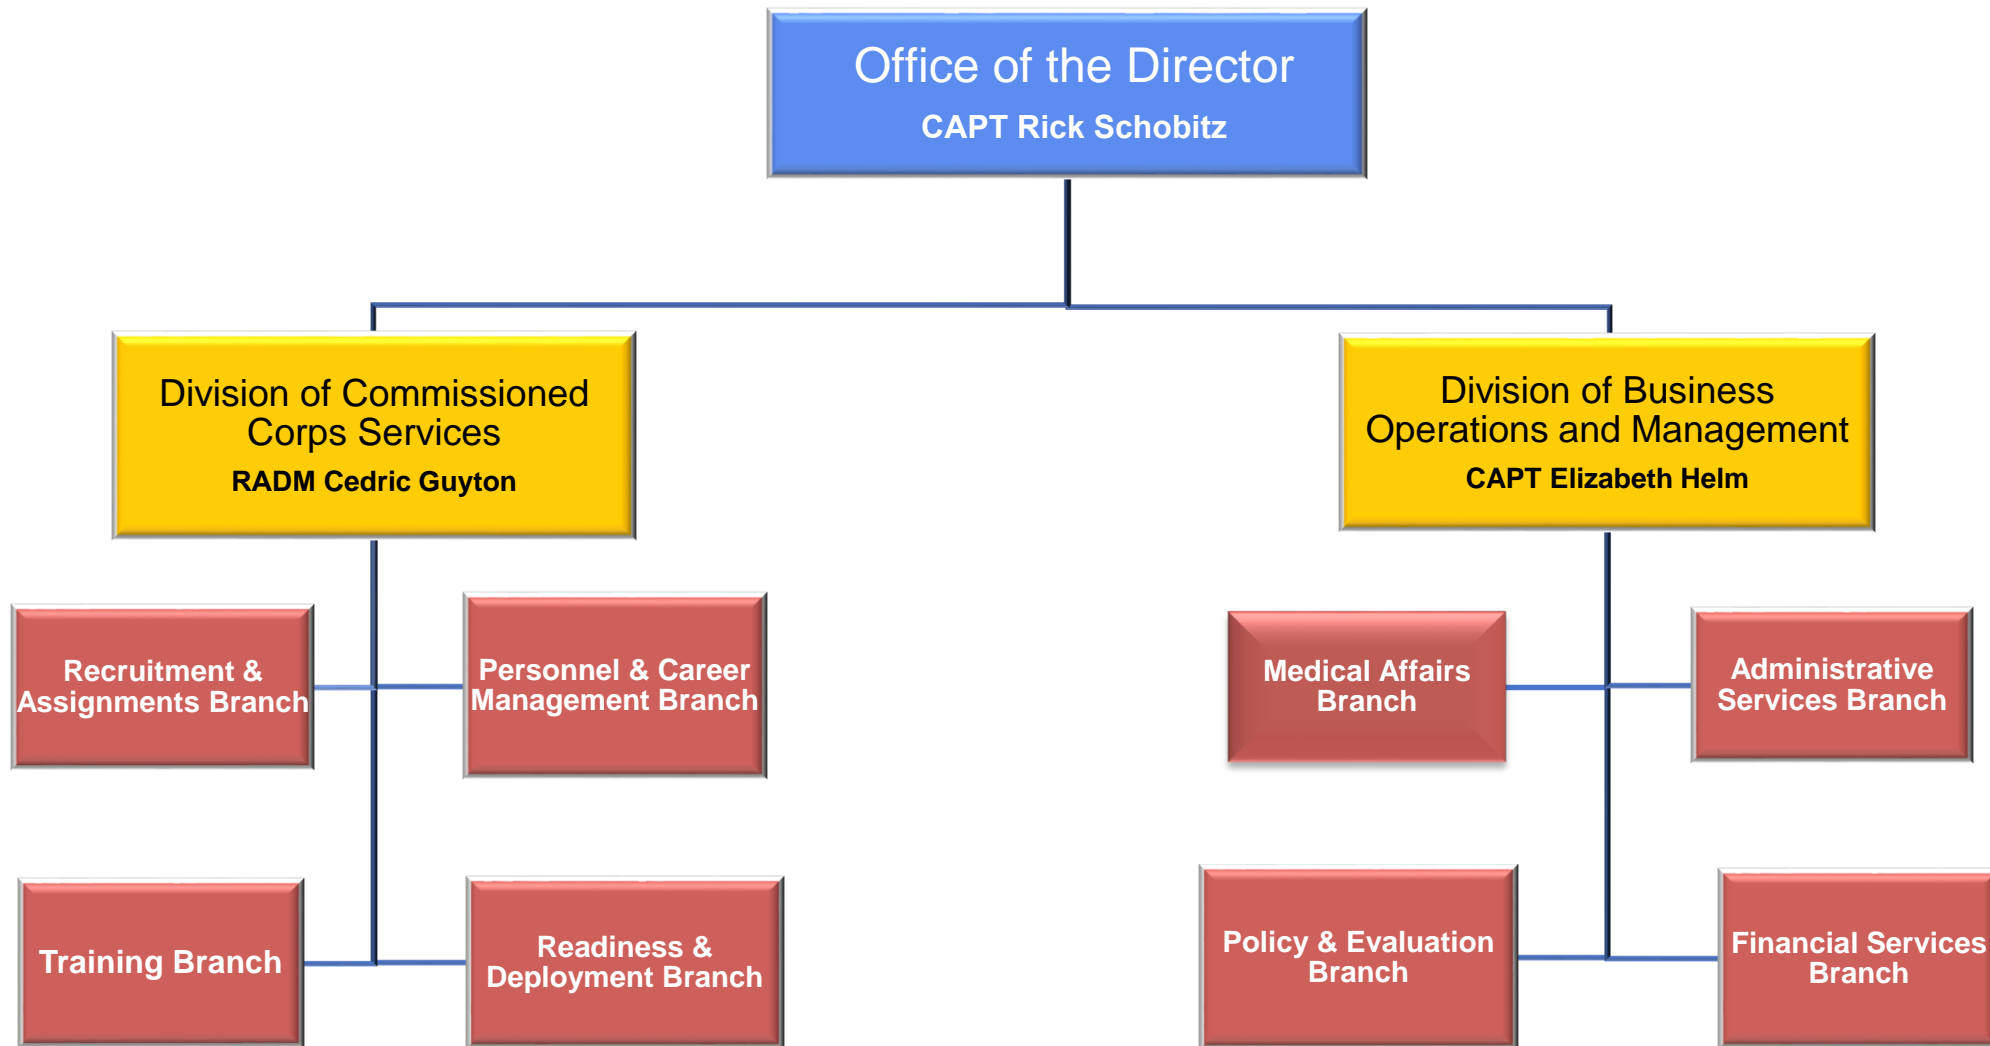 Office of the Director
CAPT Rick Schobitz
Division of Commissioned
Corps Services
RADM Cedric Guyton
Division of Business
Operations and Management
CAPT Elizabeth Helm
Recruitment &
Assignments Branch
Personnel & Career
Management Branch
Medical Affairs
Branch
Administrative
Services Branch
Training Branch
Readiness &
Deployment Branch
Policy & Evaluation
Branch
Financial Services
Branch